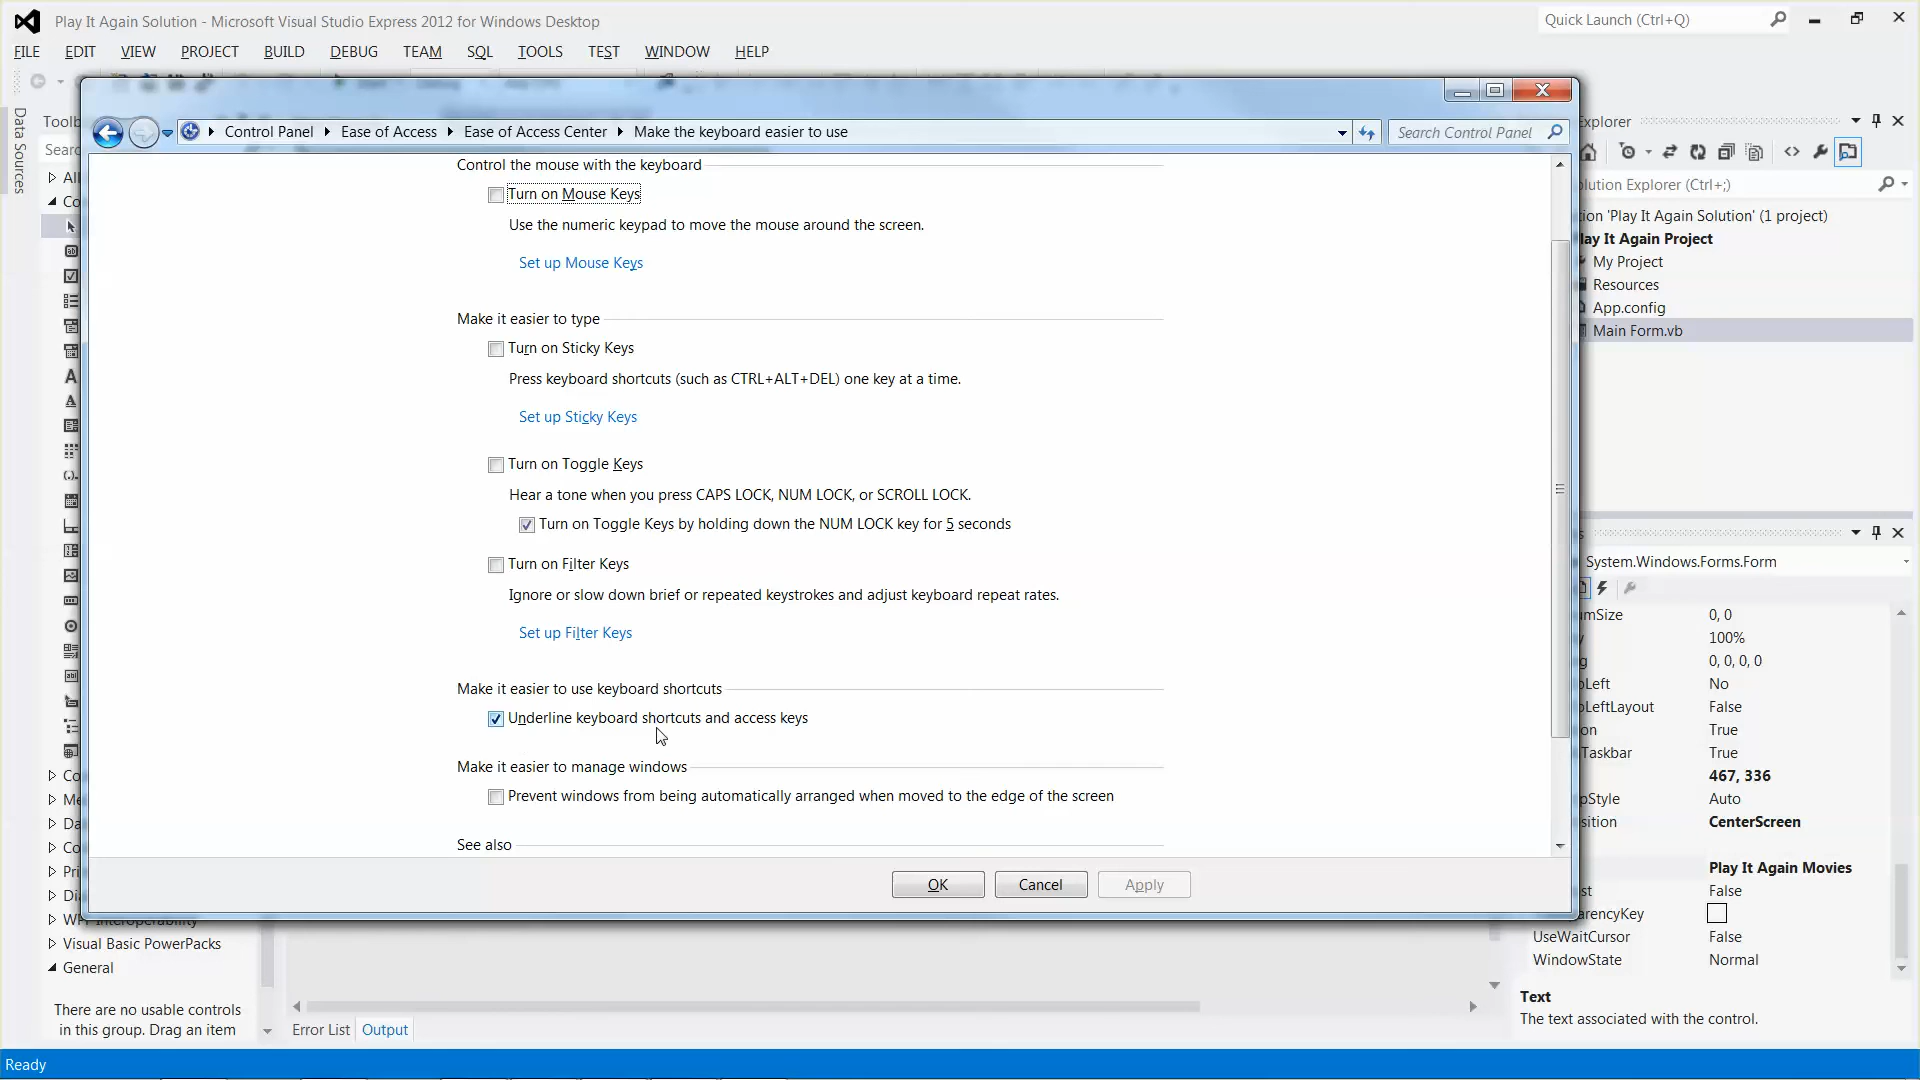 Play It Again Solution - Microsoft Visual Studio Express 2012 for Windows Desktop
Quick Launch (Ctrl+Q)
FILE EDIT VIEW PROJECT BUILD DEBUG TEAM SQL TOOLS TEST WINDOW HELP
Data Sources
Control Panel Ease of Access Ease of Access Center Make the keyboard easier to use
Search Control Panel
Control the mouse with the keyboard
Turn on Mouse Keys
Use the numeric keypad to move the mouse around the screen.
Set up Mouse Keys
Make it easier to type
Turn on Sticky Keys
Press keyboard shortcuts (such as CTRL+ALT+DEL) one key at a time.
Set up Sticky Keys
Turn on Toggle Keys
Hear a tone when you press CAPS LOCK, NUM LOCK, or SCROLL LOCK.
Turn on Toggle Keys by holding down the NUM LOCK key for 5 seconds
Turn on Filter Keys
Ignore or slow down brief or repeated keystrokes and adjust keyboard repeat rates.
Set up Filter Keys
Make it easier to use keyboard shortcuts
Underline keyboard shortcuts and access keys
Make it easier to manage windows
Prevent windows from being automatically arranged when moved to the edge of the screen
See also
OK Cancel Apply
Toolb
Searc
All
Co
Co
Me
Da
Co
Pri
Dia
WPF Interoperability
Visual Basic PowerPacks
General
There are no usable controls
in this group. Drag an item
Error List Output
Explorer
lution Explorer (Ctrl+;)
tion 'Play It Again Solution' (1 project)
lay It Again Project
My Project
Resources
App.config
Main Form.vb
System.Windows.Forms.Form
mSize 0, 0
y 100%
g 0, 0, 0, 0
oLeft No
oLeftLayout False
on True
Taskbar True
467, 336
pStyle Auto
ition CenterScreen
Play It Again Movies
st False
arencyKey
UseWaitCursor False
WindowState Normal
Text
The text associated with the control.
Ready